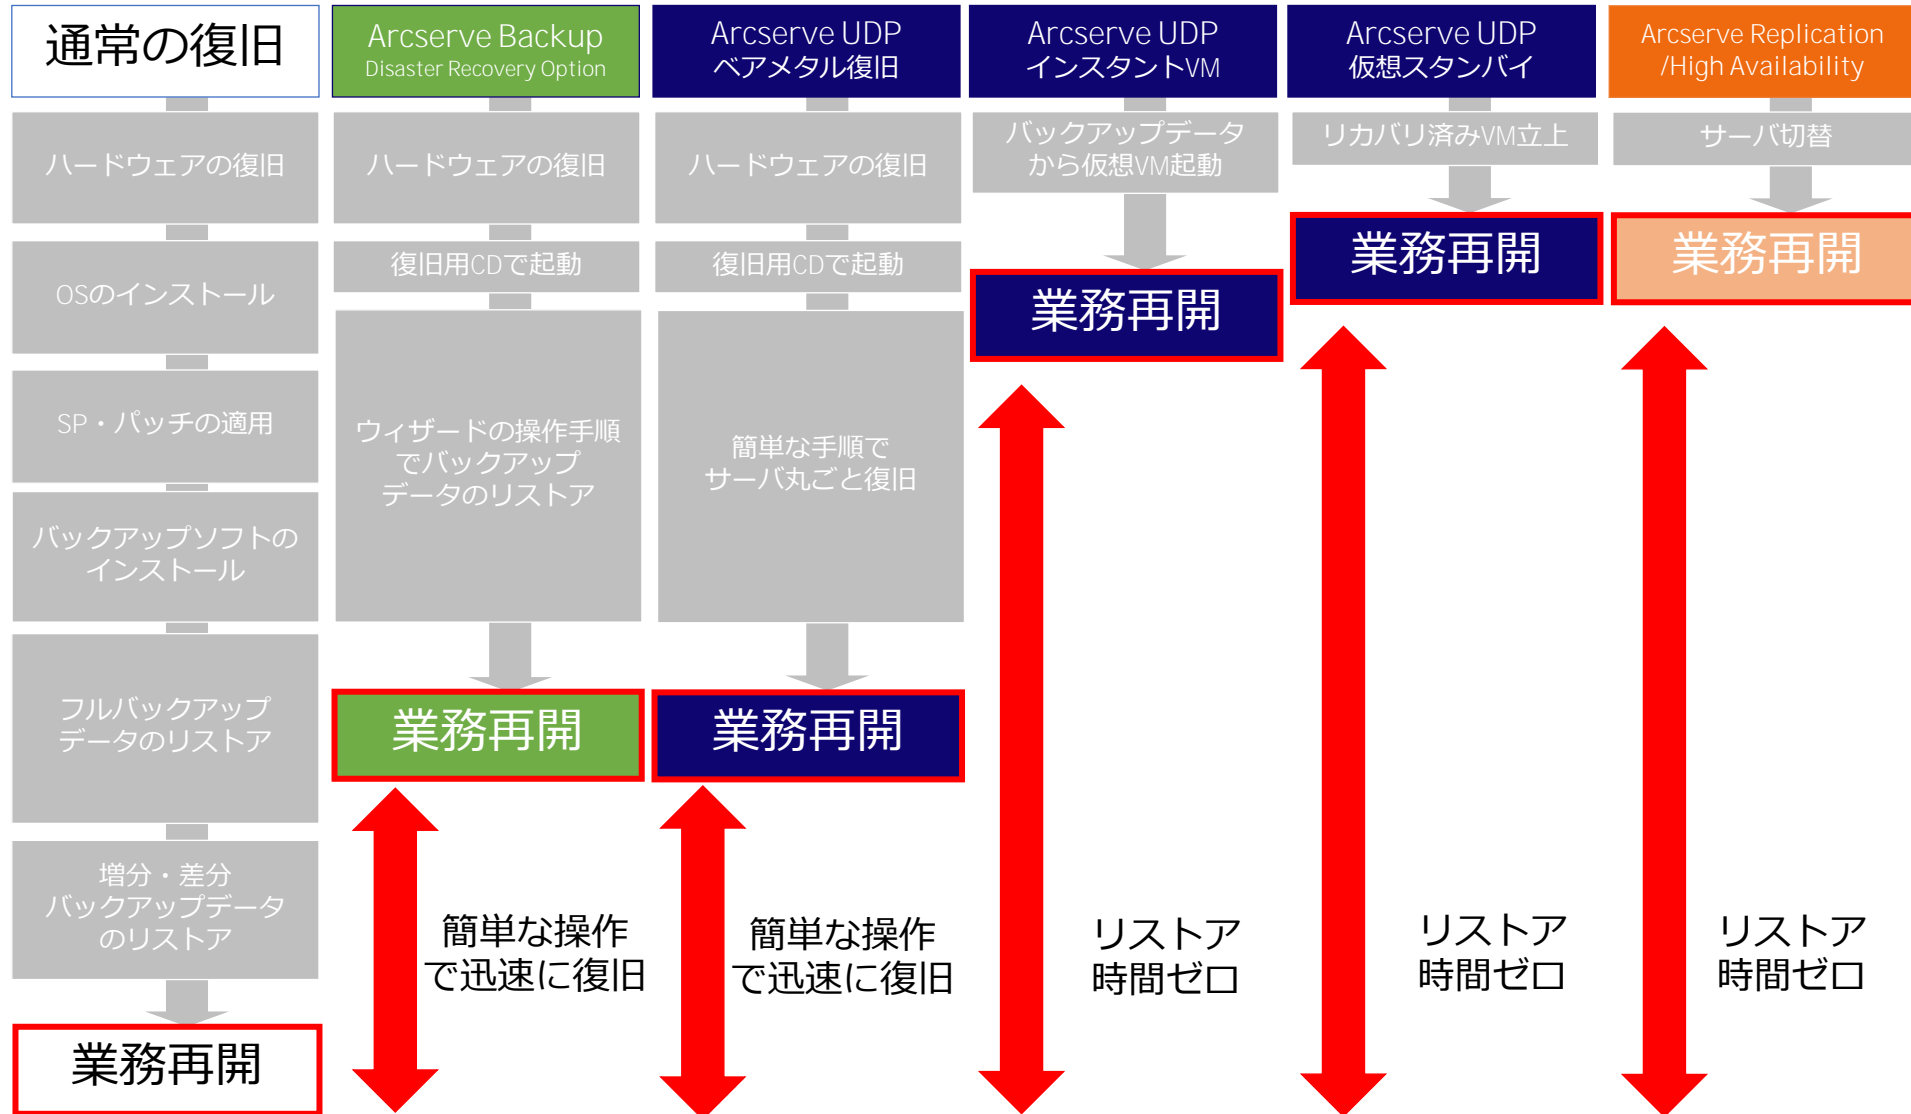 通常の復旧
ハードウェアの復旧
OSのインストール
SP・パッチの適用
バックアップソフトの
インストール
フルバックアップ
データのリストア
増分・差分
バックアップデータ
のリストア
業務再開
Arcserve Backup
Disaster Recovery Option
ハードウェアの復旧
復旧用CDで起動
ウィザードの操作手順
でバックアップ
データのリストア
業務再開
簡単な操作
で迅速に復旧
Arcserve UDP
ベアメタル復旧
ハードウェアの復旧
復旧用CDで起動
簡単な手順で
サーバ丸ごと復旧
業務再開
簡単な操作
で迅速に復旧
Arcserve UDP
インスタントVM
バックアップデータ
から仮想VM起動
業務再開
リストア
時間ゼロ
Arcserve UDP
仮想スタンバイ
リカバリ済みVM立上
業務再開
リストア
時間ゼロ
Arcserve Replication
/High Availability
サーバ切替
業務再開
リストア
時間ゼロ